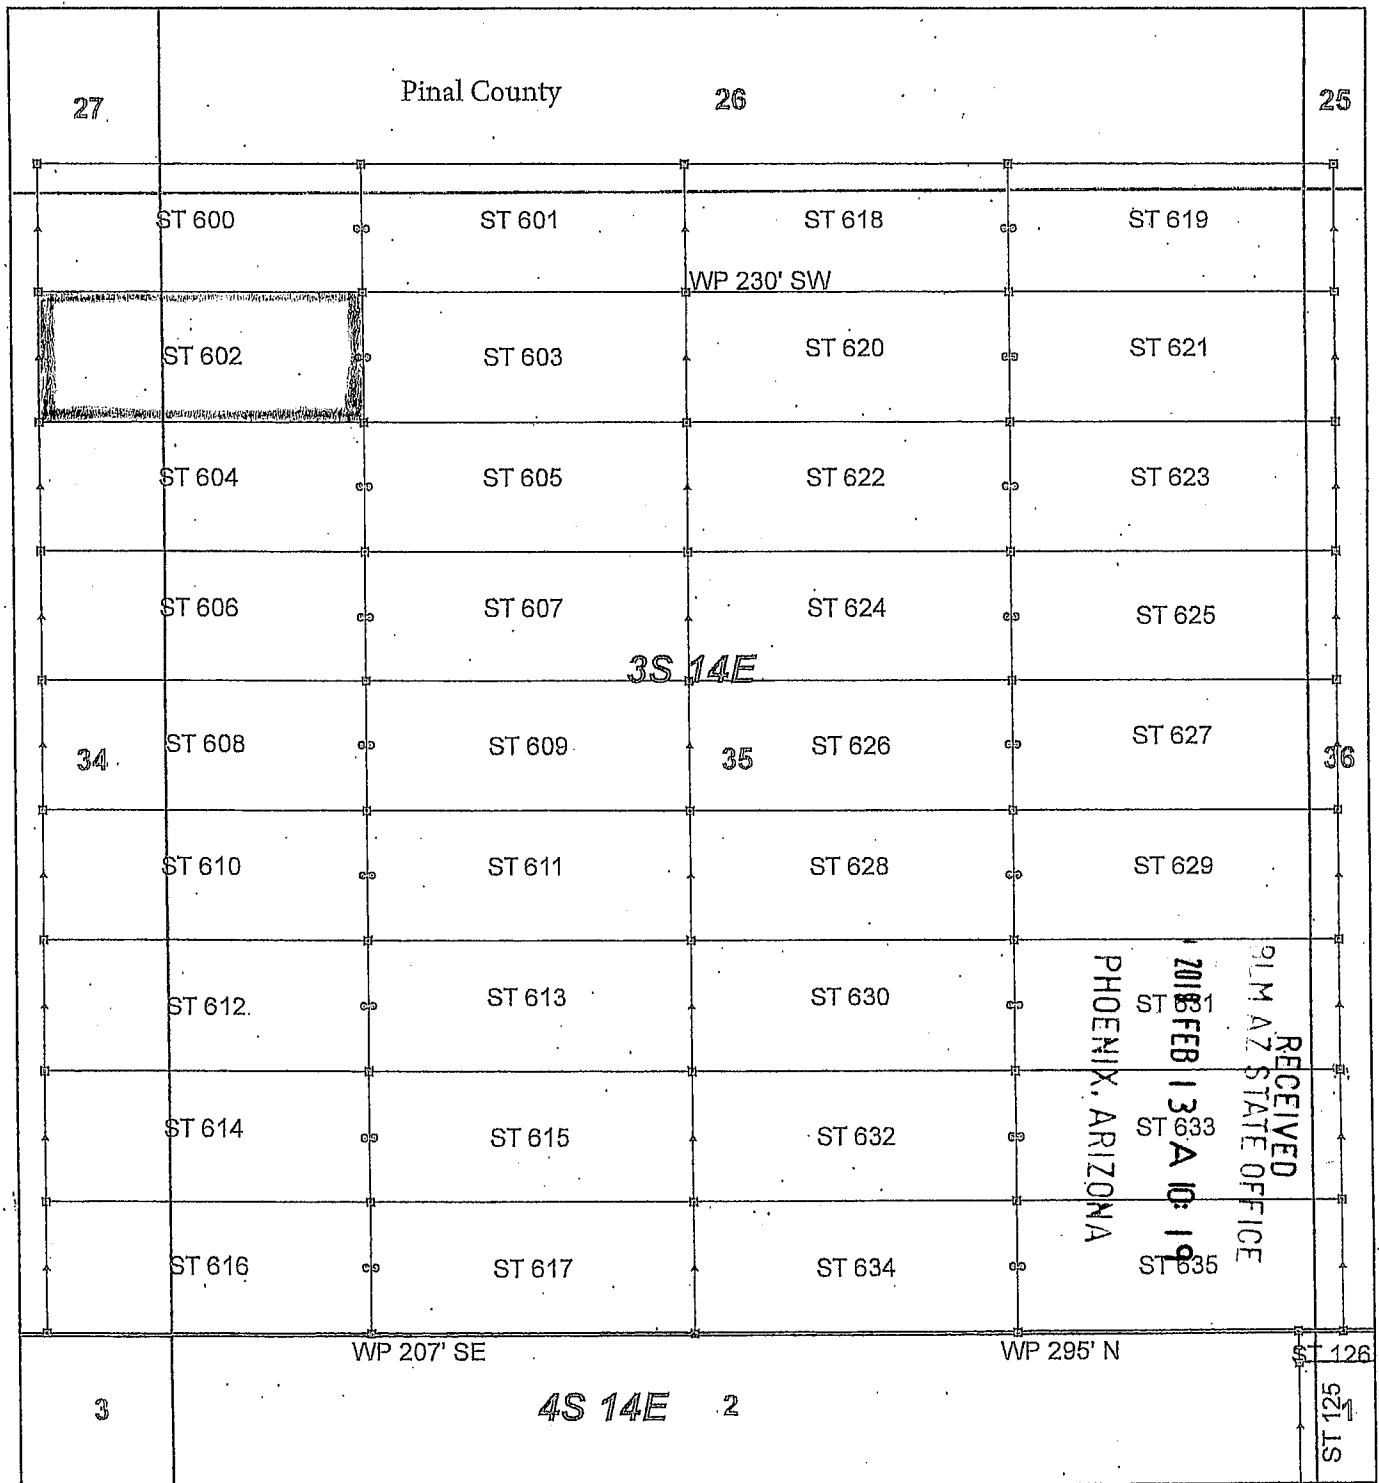 Pinal County
27
26
25
ST 600
ST 601
ST 618
ST 619
WP 230' SW
ST 602
ST 603
ST 620
ST 621
ST 604
ST 605
ST 622
ST 623
ST 606
ST 607
ST 624
ST 625
3S 14E
34
ST 608
ST 609
35
ST 626
ST 627
36
ST 610
ST 611
ST 628
ST 629
ST 612
ST 613
ST 630
ST 631
ST 614
ST 615
ST 632
ST 633
ST 616
ST 617
ST 634
ST 635
RECEIVED
BLM AZ STATE OFFICE
FEB 13 A 10:19
PHOENIX, ARIZONA
WP 207' SE
WP 295' N
ST 126
3
4S 14E
2
ST 125
1